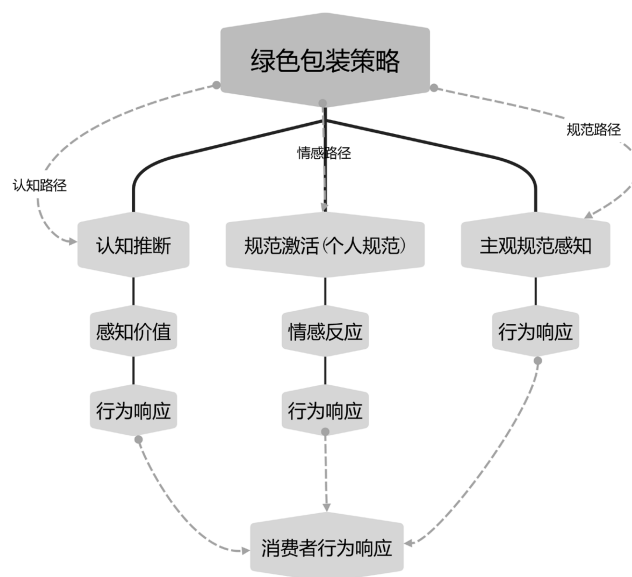 绿色包装策略
规范路径
情感路径
认知路径
认知推断
规范激活(个人规范)
主观规范感知
感知价值
情感反应
行为响应
行为响应
行为响应
消费者行为响应